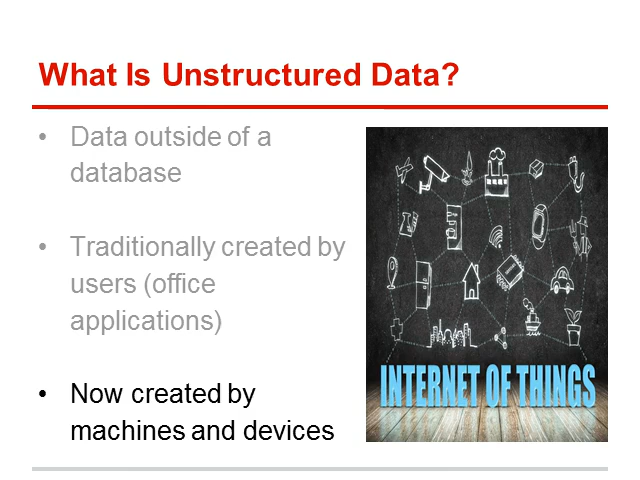 What Is Unstructured Data?
• Data outside of a
database
• Traditionally created by
users (office
applications)
• Now created by
machines and devices
INTERNET OF THINGS